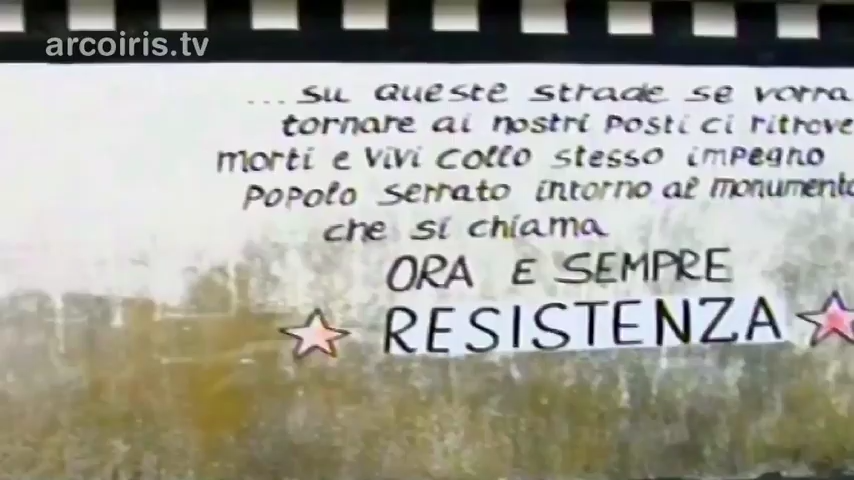 arcoiris.tv
... su queste strade se vorra
tornare ai nostri posti ci ritrove
morti e vivi collo stesso impegno
popolo serrato intorno al monumento
che si chiama
ORA E SEMPRE
RESISTENZA